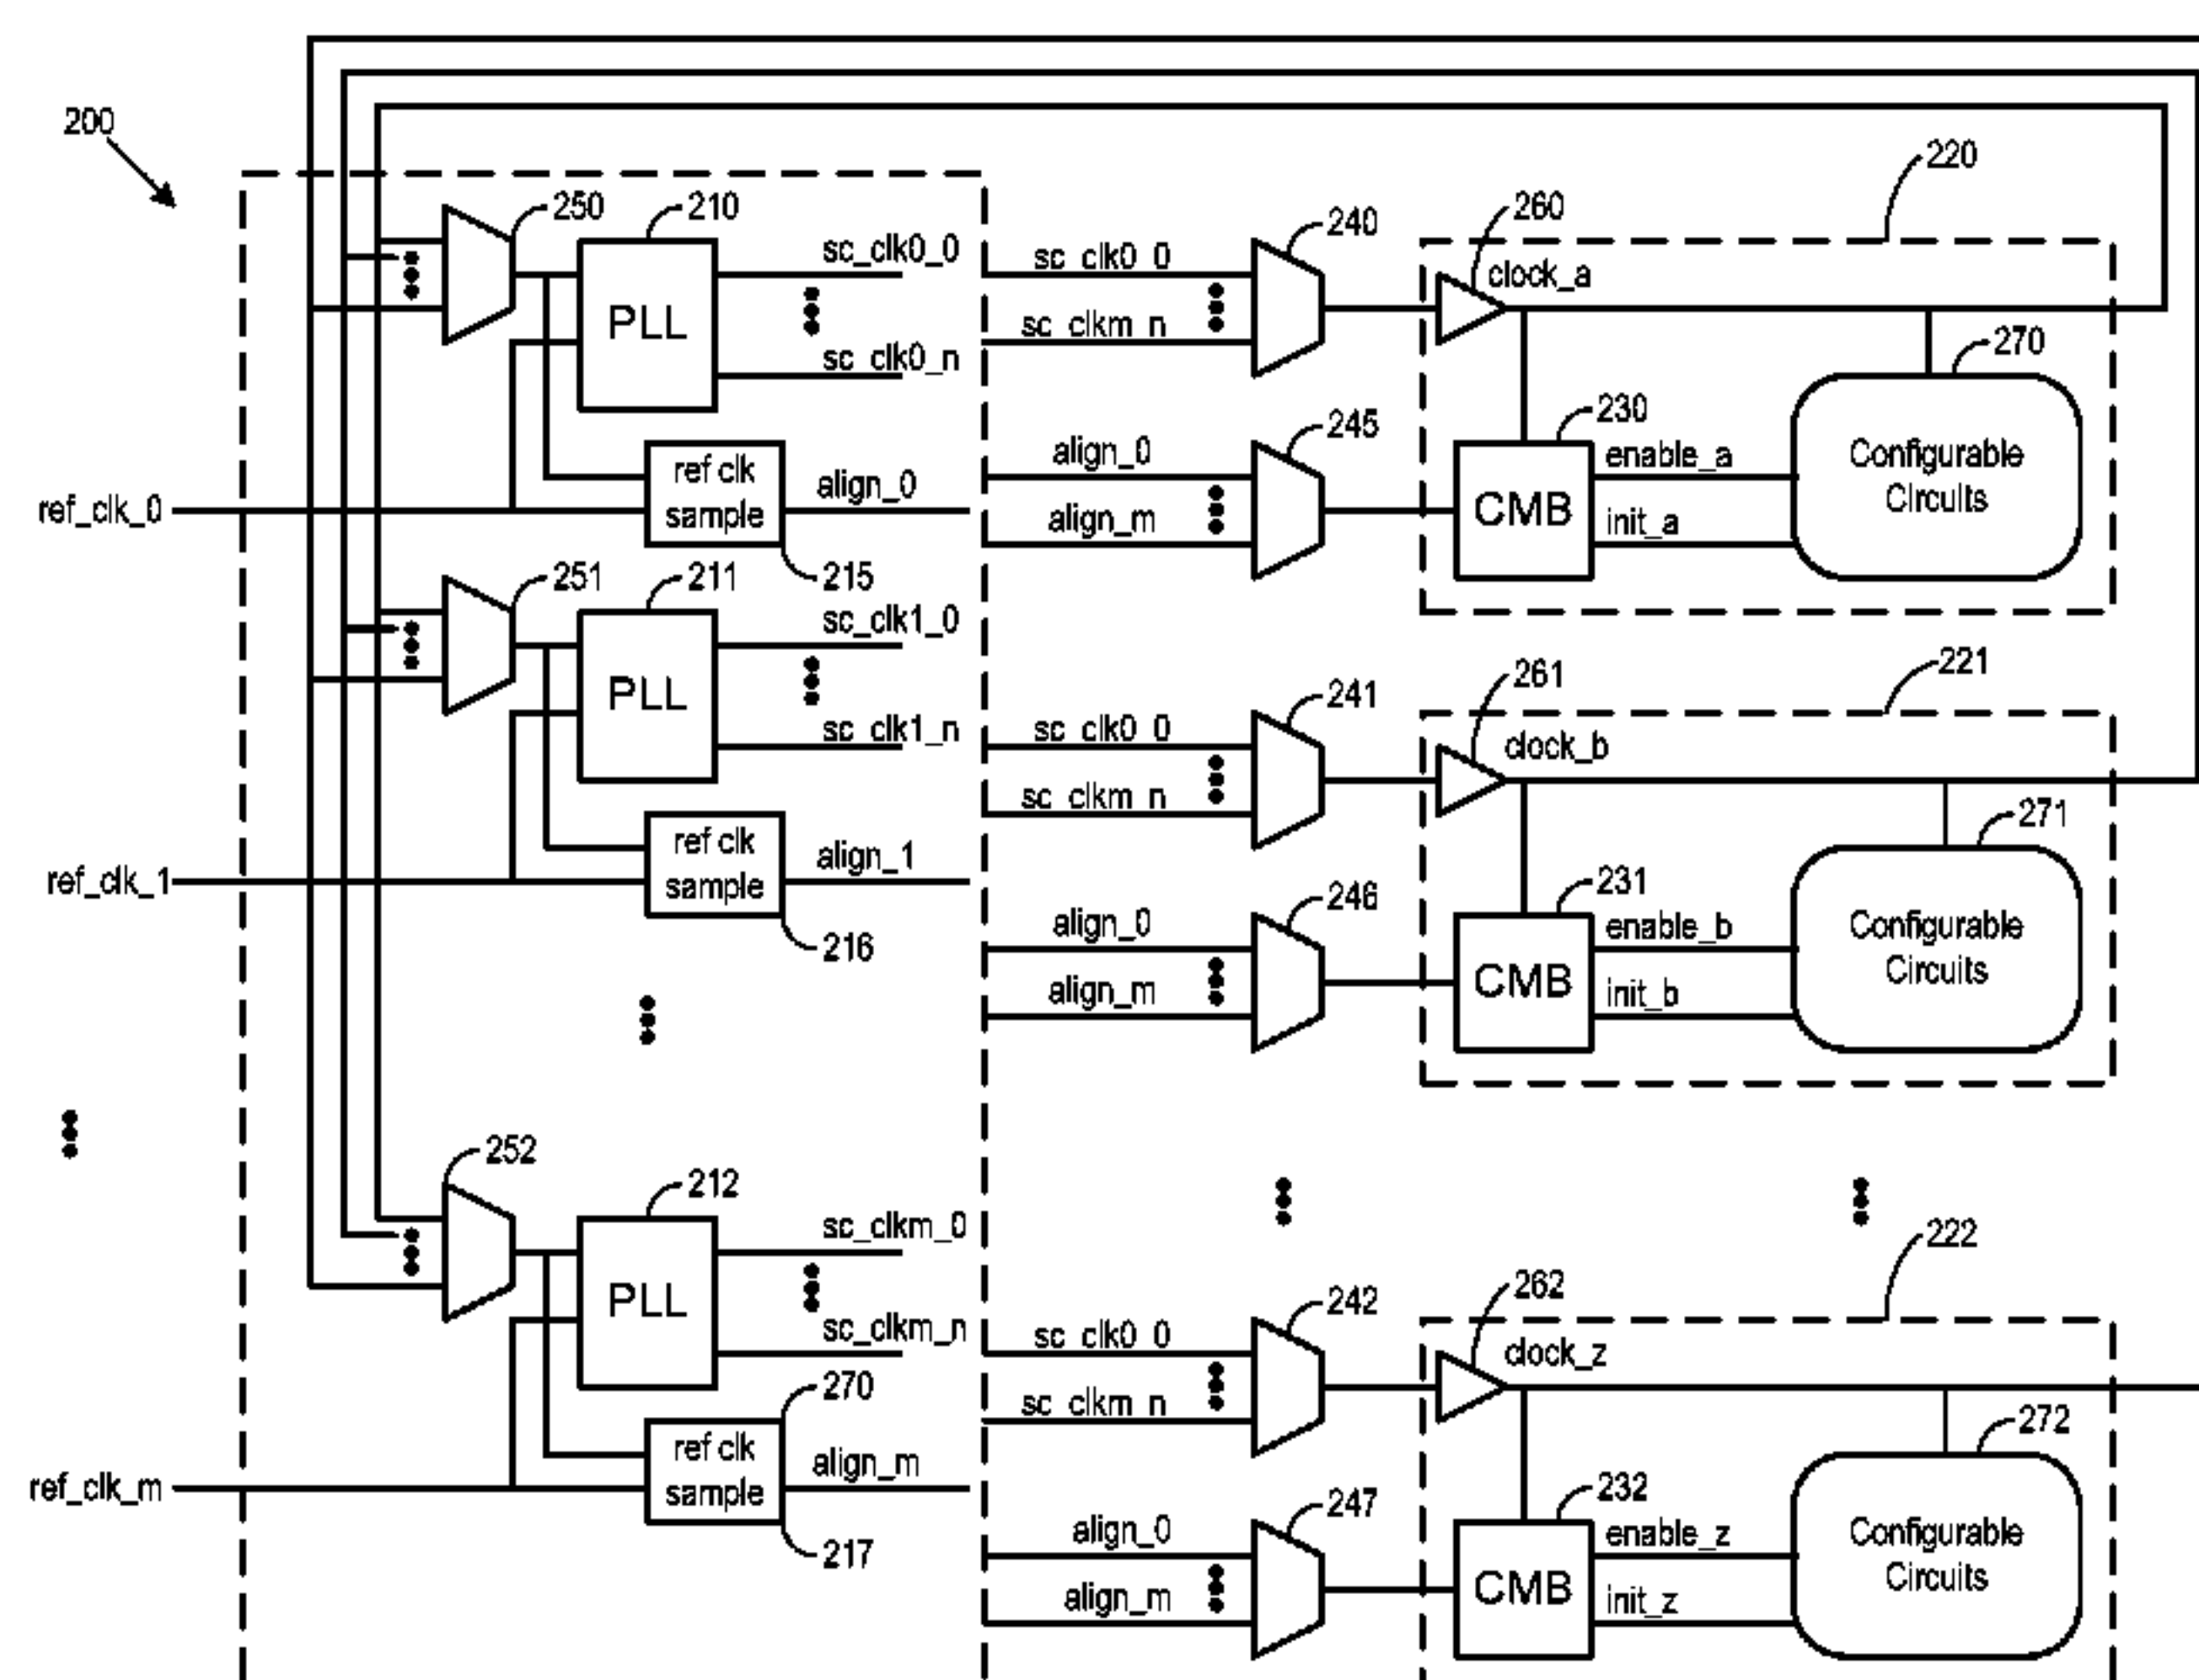 200
220
250
210
260
240
sc_clk0_0
sc_clk0_0
clock_a
PLL
sc_clkm_n
270
sc_clk0_n
245
230
ref clk
sample
align_0
align_0
enable_a
Configurable
Circuits
ref_clk_0
align_m
CMB
init_a
251
211
215
sc_clk1_0
221
261
241
PLL
sc_clk1_n
sc_clk0_0
clock_b
sc_clkm_n
271
ref clk
sample
align_1
ref_clk_1
246
231
216
align_0
enable_b
Configurable
Circuits
align_m
CMB
init_b
252
212
222
sc_clkm_0
262
242
PLL
sc_clkm_n
sc_clk0_0
clock_z
270
sc_clkm_n
272
ref clk
sample
align_m
ref_clk_m
247
232
217
align_0
enable_z
Configurable
Circuits
align_m
CMB
init_z